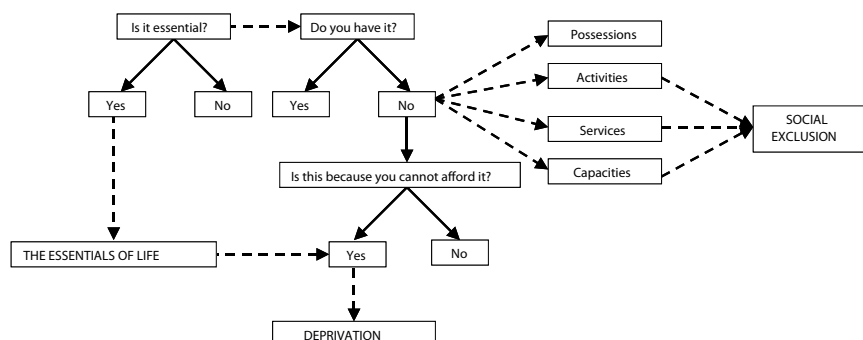 Is it essential?
Do you have it?
Possessions
Activities
Yes
No
Yes
No
SOCIAL
EXCLUSION
Services
Is this because you cannot afford it?
Capacities
THE ESSENTIALS OF LIFE
Yes
No
DEPRIVATION